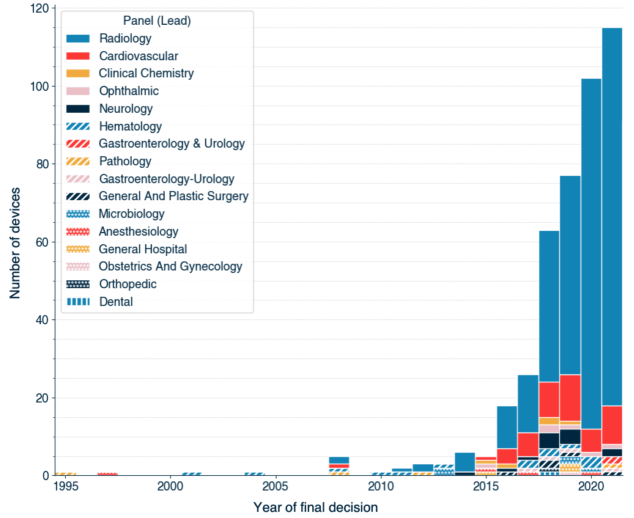 120
100
80
60
40
20
0
Number of devices
Panel (Lead)
Radiology
Cardiovascular
Clinical Chemistry
Ophthalmic
Neurology
Hematology
Gastroenterology & Urology
Pathology
Gastroenterology-Urology
General And Plastic Surgery
Microbiology
Anesthesiology
General Hospital
Obstetrics And Gynecology
Orthopedic
Dental
1995 2000 2005 2010 2015 2020
Year of final decision